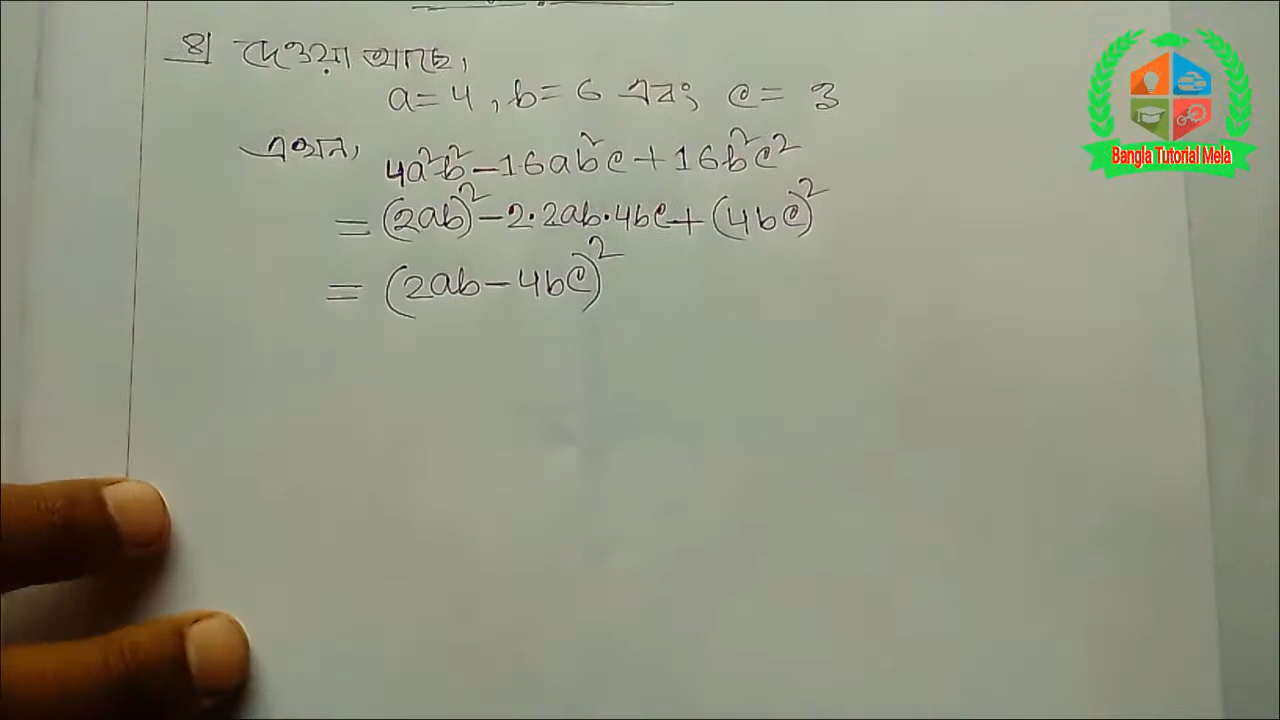 ৪| দেওয়া আছে,
a = 4, b = 6 এবং c = 3
এখন,
4a²b² - 16ab²c + 16b²c²
= (2ab)² - 2·2ab·4bc + (4bc)²
= (2ab - 4bc)²
Bangla Tutorial Mela